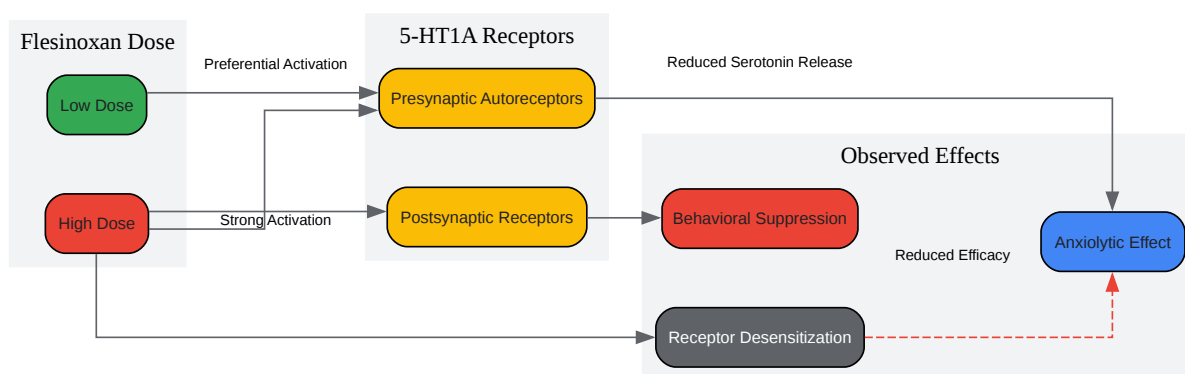 Flesinoxan Dose
Low Dose
High Dose
Preferential Activation
Strong Activation
5-HT1A Receptors
Presynaptic Autoreceptors
Postsynaptic Receptors
Reduced Serotonin Release
Observed Effects
Behavioral Suppression
Receptor Desensitization
Reduced Efficacy
Anxiolytic Effect